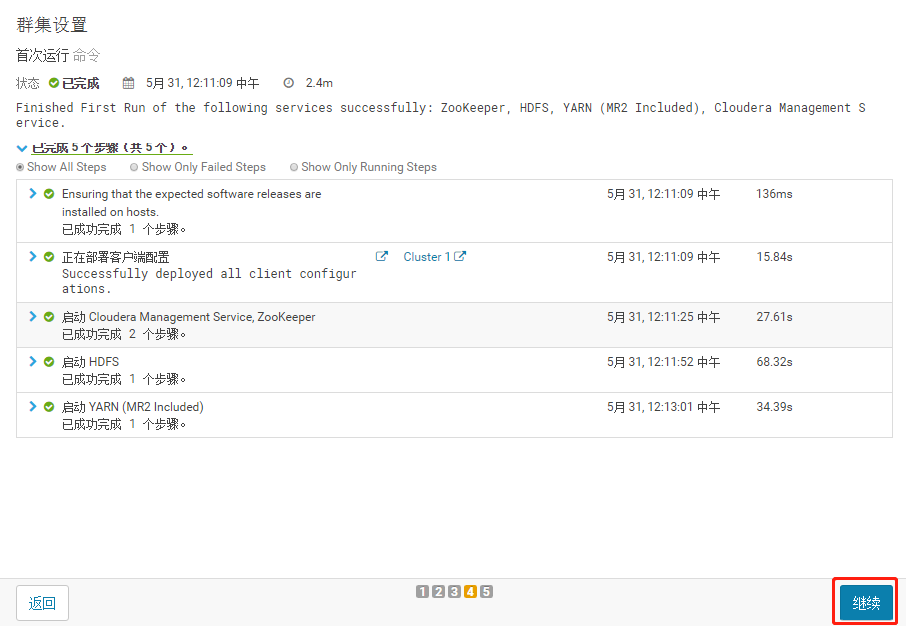 群集设置
首次运行 命令
状态 已完成 5月 31, 12:11:09 中午 2.4m
Finished First Run of the following services successfully: ZooKeeper, HDFS, YARN (MR2 Included), Cloudera Management S
ervice.
已完成 5 个步骤（共 5 个）。
Show All Steps Show Only Failed Steps Show Only Running Steps
Ensuring that the expected software releases are 5月 31, 12:11:09 中午 136ms
installed on hosts.
已成功完成 1 个步骤。
正在部署客户端配置 Cluster 1 5月 31, 12:11:09 中午 15.84s
Successfully deployed all client configur
ations.
启动 Cloudera Management Service, ZooKeeper 5月 31, 12:11:25 中午 27.61s
已成功完成 2 个步骤。
启动 HDFS 5月 31, 12:11:52 中午 68.32s
已成功完成 1 个步骤。
启动 YARN (MR2 Included) 5月 31, 12:13:01 中午 34.39s
已成功完成 1 个步骤。
返回 1 2 3 4 5 继续